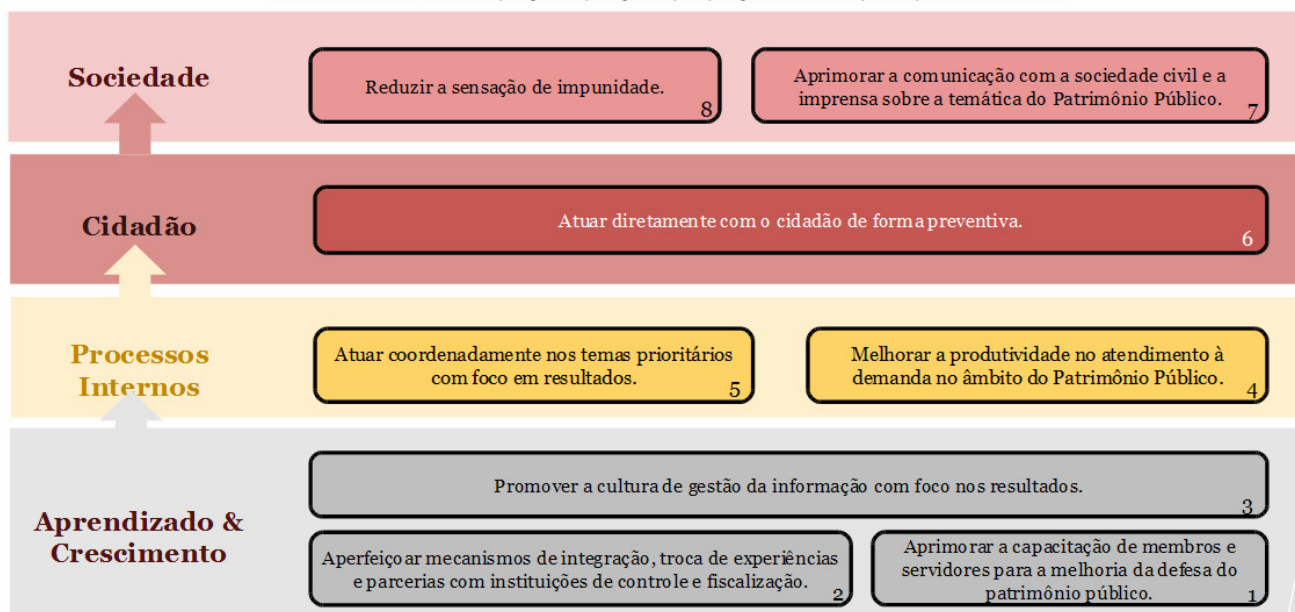 Sociedade
Reduzir a sensação de impunidade.
8
Aprimorar a comunicação com a sociedade civil e a
imprensa sobre a temática do Patrimônio Público.
7
Cidadão
Atuar diretamente com o cidadão de forma preventiva.
6
Processos
Internos
Atuar coordenadamente nos temas prioritários
com foco em resultados.
5
Melhorar a produtividade no atendimento à
demanda no âmbito do Patrimônio Público.
4
Aprendizado &
Crescimento
Promover a cultura de gestão da informação com foco nos resultados.
3
Aperfeiçoar mecanismos de integração, troca de experiências
e parcerias com instituições de controle e fiscalização.
2
Aprimorar a capacitação de membros e
servidores para a melhoria da defesa do
patrimônio público.
1